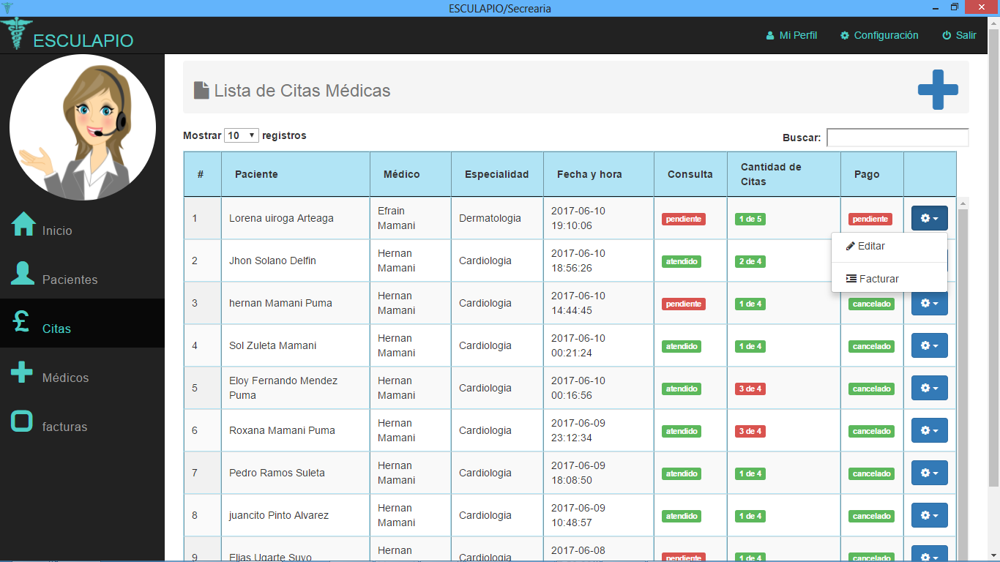 ESCULAPIO/Secrearia
ESCULAPIO
Mi Perfil
Configuración
Salir
Inicio
Pacientes
£
Citas
Médicos
facturas
Lista de Citas Médicas
Mostrar 10 registros
Buscar:
# Paciente Médico Especialidad Fecha y hora Consulta Cantidad de Citas Pago
1 Lorena uiroga Arteaga Efrain Mamani Dermatologia 2017-06-10 19:10:06 pendiente 1 de 5 pendiente
Editar
Facturar
2 Jhon Solano Delfin Hernan Mamani Cardiologia 2017-06-10 18:56:26 atendido 2 de 4
3 hernan Mamani Puma Hernan Mamani Cardiologia 2017-06-10 14:44:45 pendiente 1 de 4 cancelado
4 Sol Zuleta Mamani Hernan Mamani Cardiologia 2017-06-10 00:21:24 atendido 1 de 4 cancelado
5 Eloy Fernando Mendez Puma Hernan Mamani Cardiologia 2017-06-10 00:16:56 atendido 3 de 4 cancelado
6 Roxana Mamani Puma Hernan Mamani Cardiologia 2017-06-09 23:12:34 atendido 3 de 4 cancelado
7 Pedro Ramos Suleta Hernan Mamani Cardiologia 2017-06-09 18:08:50 atendido 1 de 4 cancelado
8 juancito Pinto Alvarez Hernan Mamani Cardiologia 2017-06-09 10:48:57 atendido 1 de 4 cancelado
9 Elias Ugarte Suyo Hernan Cardiologia 2017-06-08 pendiente 1 de 4 cancelado